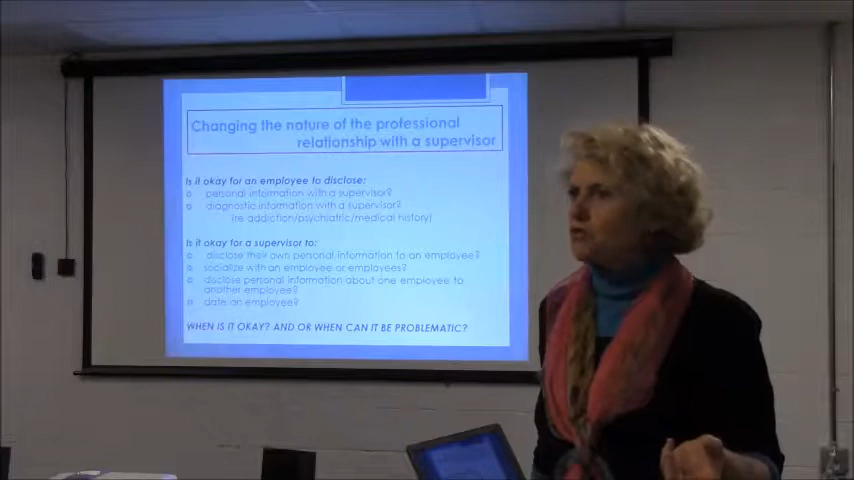 Changing the nature of the professional
relationship with a supervisor
Is it okay for an employee to disclose:
personal information with a supervisor?
diagnostic information with a supervisor?
(re addiction/psychiatric/medical history)
Is it okay for a supervisor to:
disclose their own personal information to an employee?
socialize with an employee or employees?
disclose personal information about one employee to
another employee?
date an employee?
WHEN IS IT OKAY? AND OR WHEN CAN IT BE PROBLEMATIC?